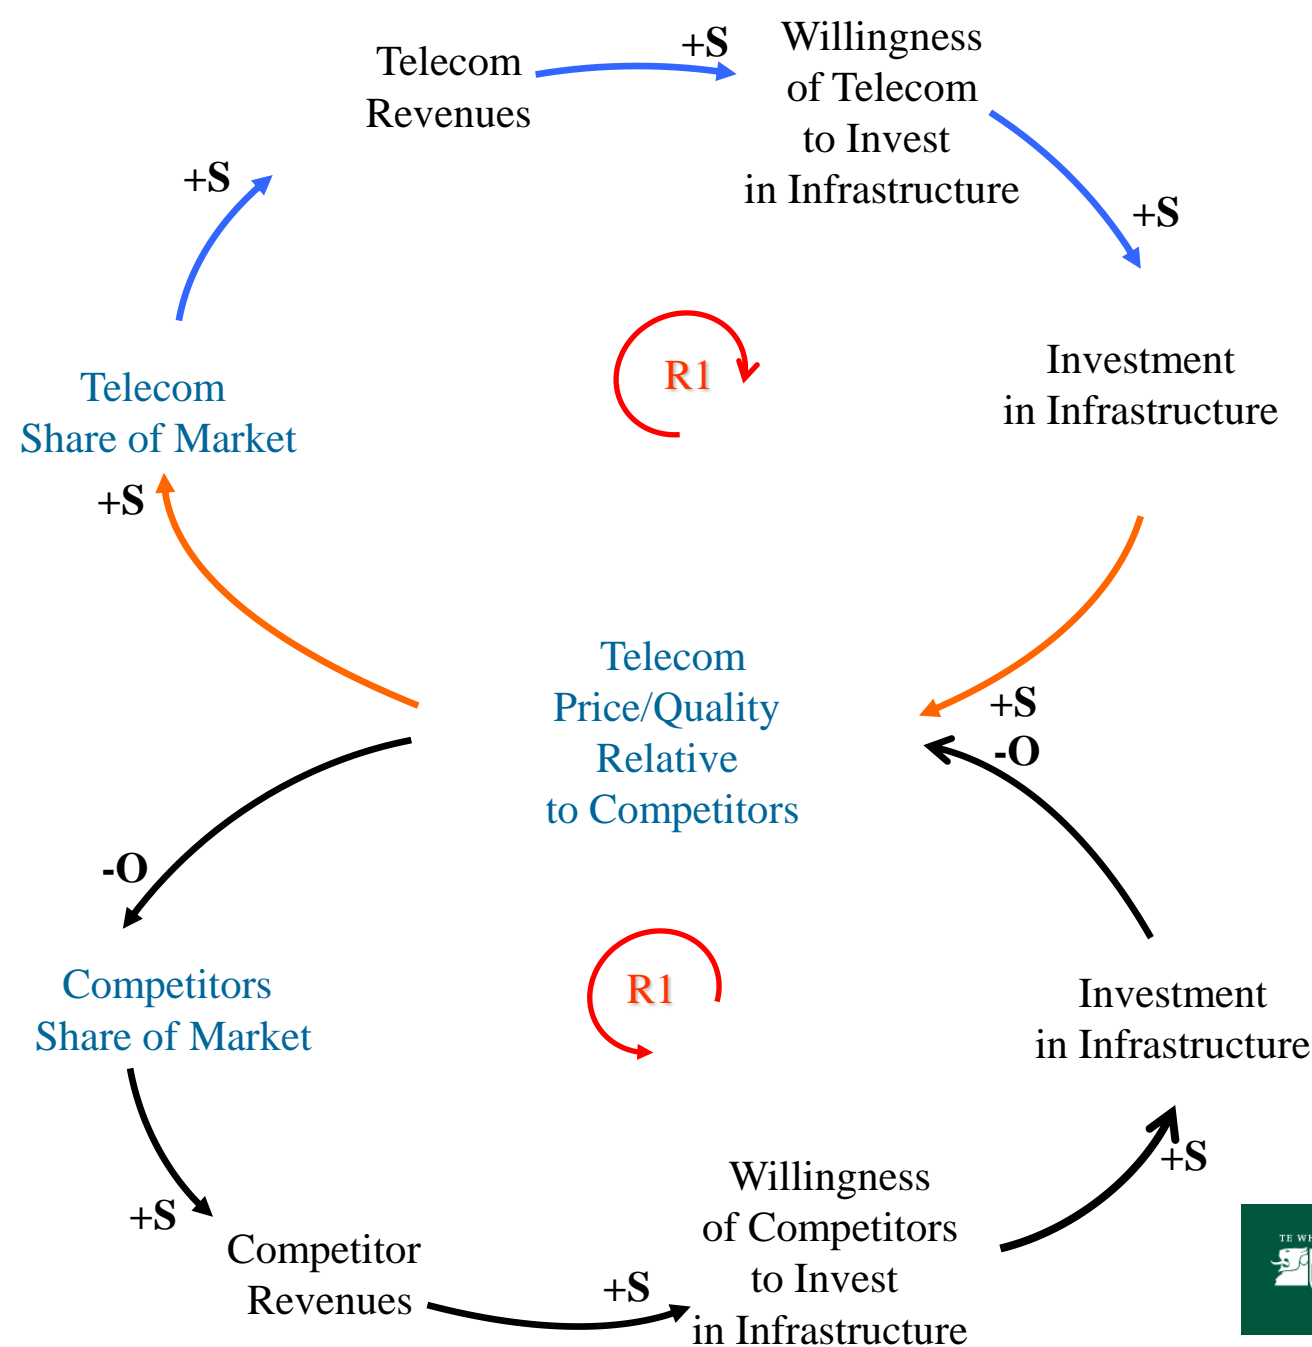 Telecom
Revenues
+S
Willingness
of Telecom
to Invest
in Infrastructure
+S
+S
R1
Investment
in Infrastructure
Telecom
Share of Market
+S
Telecom
Price/Quality
Relative
to Competitors
+S
-O
-O
Competitors
Share of Market
R1
Investment
in Infrastructure
+S
+S
Competitor
Revenues
+S
Willingness
of Competitors
to Invest
in Infrastructure
TE